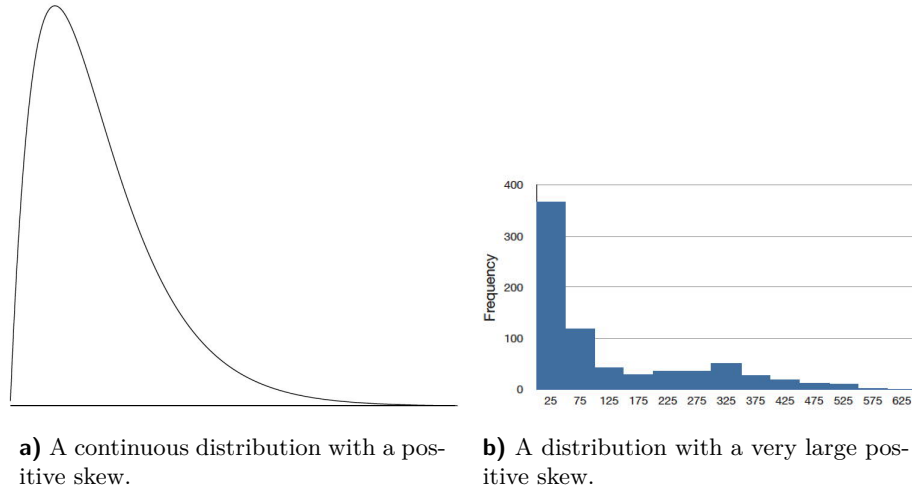 400
300
200
100
0
Frequency
25 75 125 175 225 275 325 375 425 475 525 575 625
a) A continuous distribution with a pos-
itive skew.
b) A distribution with a very large pos-
itive skew.